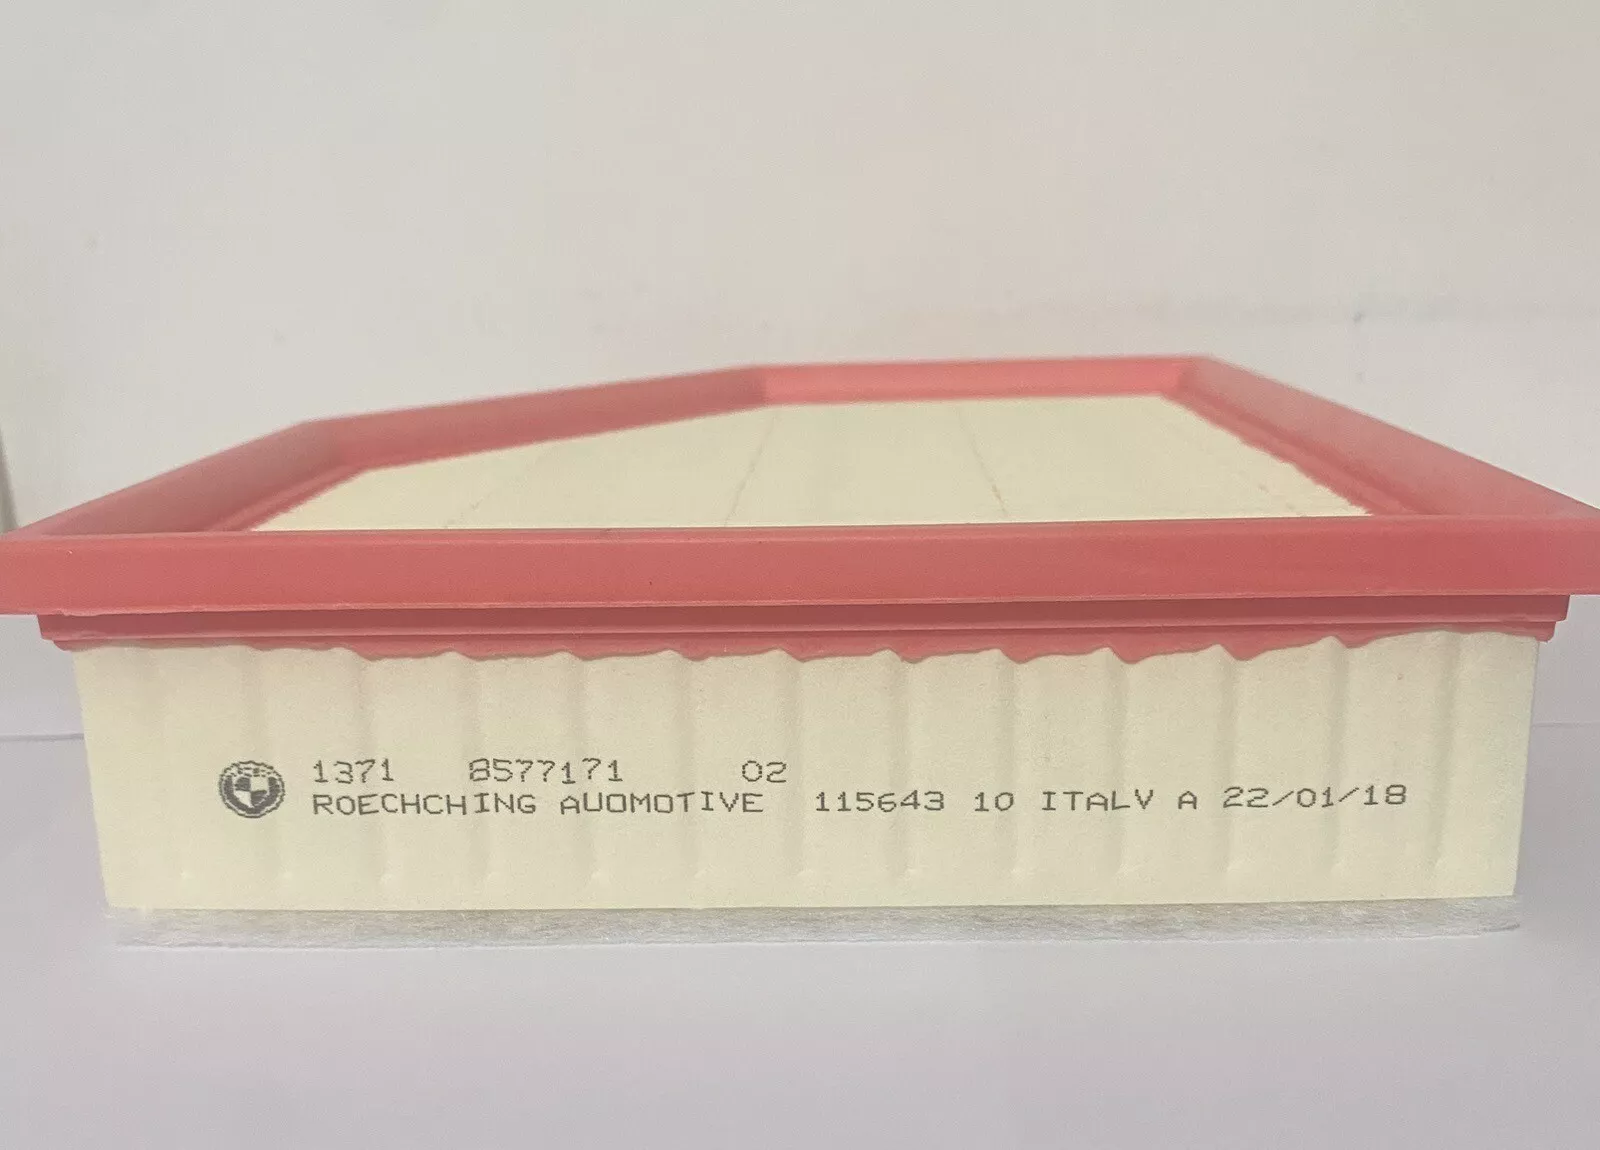 1371 8577171 02
ROECHCHING AUOMOTIVE 115643 10 ITALV A 22/01/18